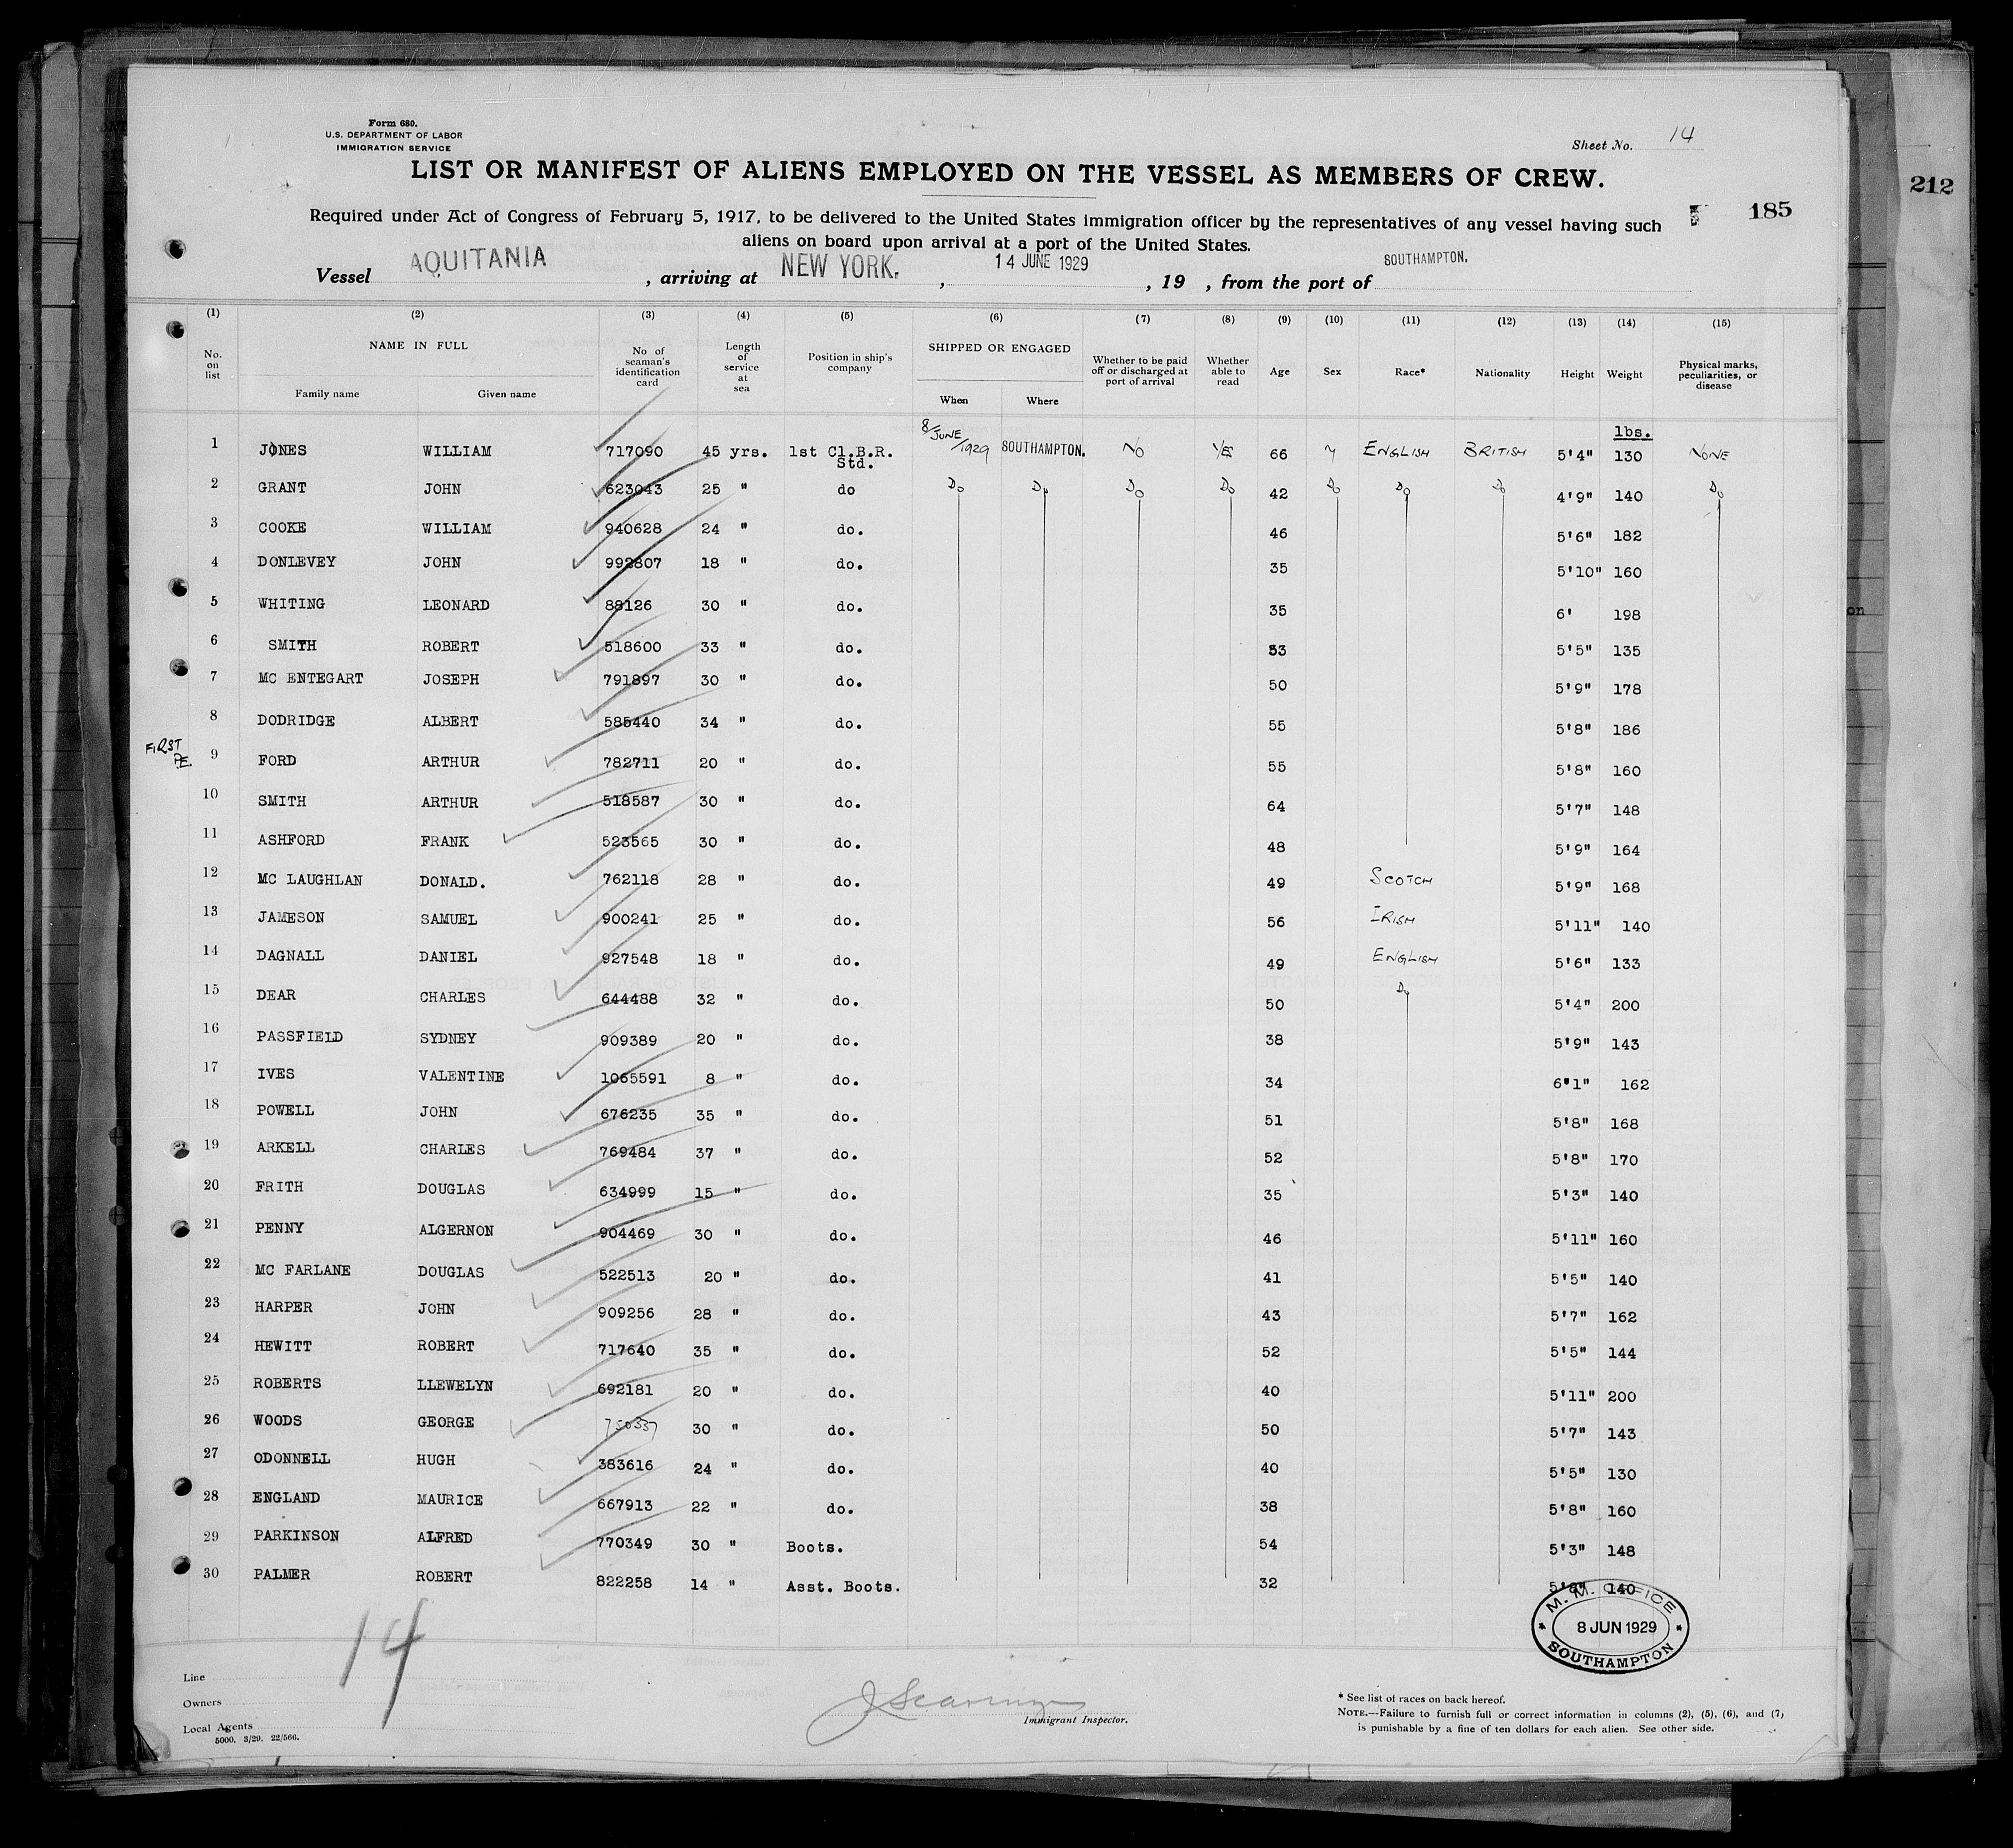 Form 680.
U.S. DEPARTMENT OF LABOR
IMMIGRATION SERVICE
Sheet No. 14
LIST OR MANIFEST OF ALIENS EMPLOYED ON THE VESSEL AS MEMBERS OF CREW.
212
185
Required under Act of Congress of February 5, 1917, to be delivered to the United States immigration officer by the representatives of any vessel having such
aliens on board upon arrival at a port of the United States.
Vessel AQUITANIA, arriving at NEW YORK., 14 JUNE 1929, 19 , from the port of SOUTHAMPTON.
(1) (2) (3) (4) (5) (6) (7) (8) (9) (10) (11) (12) (13) (14) (15)
No. on list NAME IN FULL Family name Given name No of seaman's identification card Length of service at sea Position in ship's company SHIPPED OR ENGAGED When Where Whether to be paid off or discharged at port of arrival Whether able to read Age Sex Race* Nationality Height Weight Physical marks, peculiarities, or disease
lbs.
1 JONES WILLIAM 717090 45 yrs. 1st Cl.B.R. Std. 8/JUNE/1929 SOUTHAMPTON. NO YES 66 M ENGLISH BRITISH 5'4" 130 NONE
2 GRANT JOHN 623043 25 " do Do Do Do Do 42 Do Do Do 4'9" 140 Do
3 COOKE WILLIAM 940628 24 " do. 46 5'6" 182
4 DONLEVEY JOHN 992807 18 " do. 35 5'10" 160
5 WHITING LEONARD 88126 30 " do. 35 6' 198
6 SMITH ROBERT 518600 33 " do. 53 5'5" 135
7 MC ENTEGART JOSEPH 791897 30 " do. 50 5'9" 178
8 DODRIDGE ALBERT 585440 34 " do. 55 5'8" 186
FIRST
9 FORD ARTHUR 782711 20 " do. 55 5'8" 160
10 SMITH ARTHUR 518587 30 " do. 64 5'7" 148
11 ASHFORD FRANK 523565 30 " do. 48 5'9" 164
12 MC LAUGHLAN DONALD. 762118 28 " do. 49 SCOTCH 5'9" 168
13 JAMESON SAMUEL 900241 25 " do. 56 IRISH 5'11" 140
14 DAGNALL DANIEL 927548 18 " do. 49 ENGLISH 5'6" 133
15 DEAR CHARLES 644488 32 " do. 50 Do 5'4" 200
16 PASSFIELD SYDNEY 909389 20 " do. 38 5'9" 143
17 IVES VALENTINE 1065591 8 " do. 34 6'1" 162
18 POWELL JOHN 676235 35 " do. 51 5'8" 168
19 ARKELL CHARLES 769484 37 " do. 52 5'8" 170
20 FRITH DOUGLAS 634999 15 " do. 35 5'3" 140
21 PENNY ALGERNON 904469 30 " do. 46 5'11" 160
22 MC FARLANE DOUGLAS 522513 20 " do. 41 5'5" 140
23 HARPER JOHN 909256 28 " do. 43 5'7" 162
24 HEWITT ROBERT 717640 35 " do. 52 5'5" 144
25 ROBERTS LLEWELYN 692181 20 " do. 40 5'11" 200
26 WOODS GEORGE 30 " do. 50 5'7" 143
27 ODONNELL HUGH 383616 24 " do. 40 5'5" 130
28 ENGLAND MAURICE 667913 22 " do. 38 5'8" 160
29 PARKINSON ALFRED 770349 30 " Boots. 54 5'3" 148
30 PALMER ROBERT 822258 14 " Asst. Boots. 32 140
M. M. OFFICE
8 JUN 1929
SOUTHAMPTON
14
Line
Owners
Local Agents
5000. 3/29. 22/566.
Immigrant Inspector.
* See list of races on back hereof.
NOTE.—Failure to furnish full or correct information in columns (2), (5), (6), and (7)
is punishable by a fine of ten dollars for each alien. See other side.